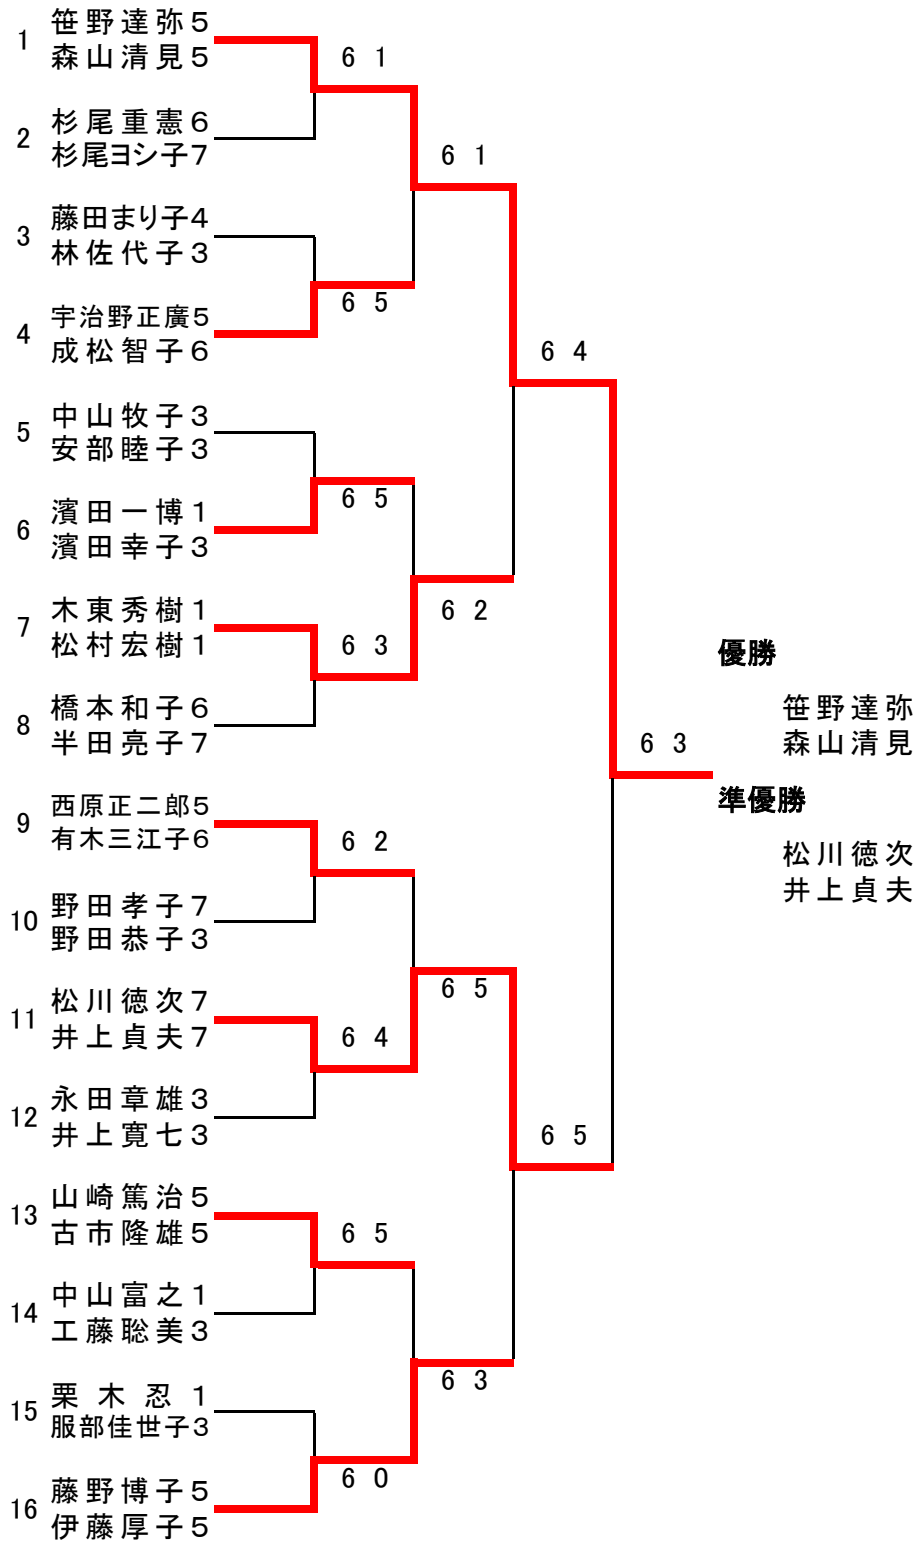 1
笹野達弥5
森山清見5
6 1
2
杉尾重憲6
杉尾ヨシ子7
6 1
3
藤田まり子4
林佐代子3
6 5
4
宇治野正廣5
成松智子6
6 4
5
中山牧子3
安部睦子3
6 5
6
濱田一博1
濱田幸子3
7
木東秀樹1
松村宏樹1
6 3
6 2
8
橋本和子6
半田亮子7
優勝
笹野達弥
森山清見
6 3
準優勝
松川徳次
井上貞夫
9
西原正二郎5
有木三江子6
6 2
10
野田孝子7
野田恭子3
6 5
11
松川徳次7
井上貞夫7
6 4
12
永田章雄3
井上寛七3
6 5
13
山崎篤治5
古市隆雄5
6 5
14
中山富之1
工藤聡美3
6 3
15
栗木忍1
服部佳世子3
6 0
16
藤野博子5
伊藤厚子5